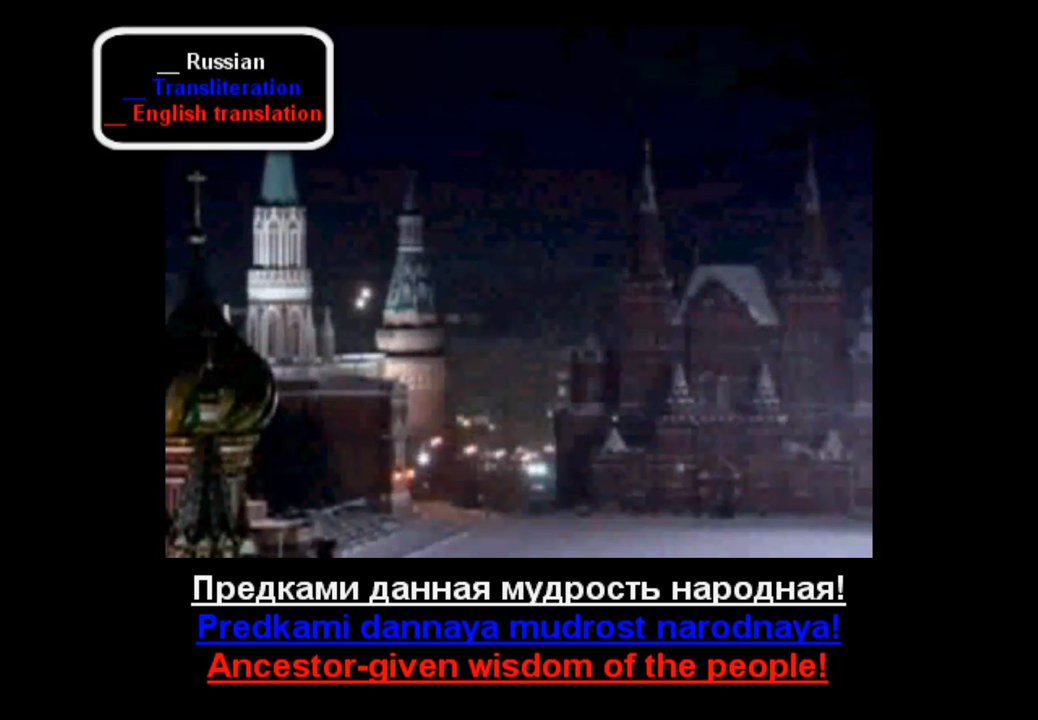 __ Russian
__ Transliteration
__ English translation
Предками данная мудрость народная!
Predkami dannaya mudrost narodnaya!
Ancestor-given wisdom of the people!